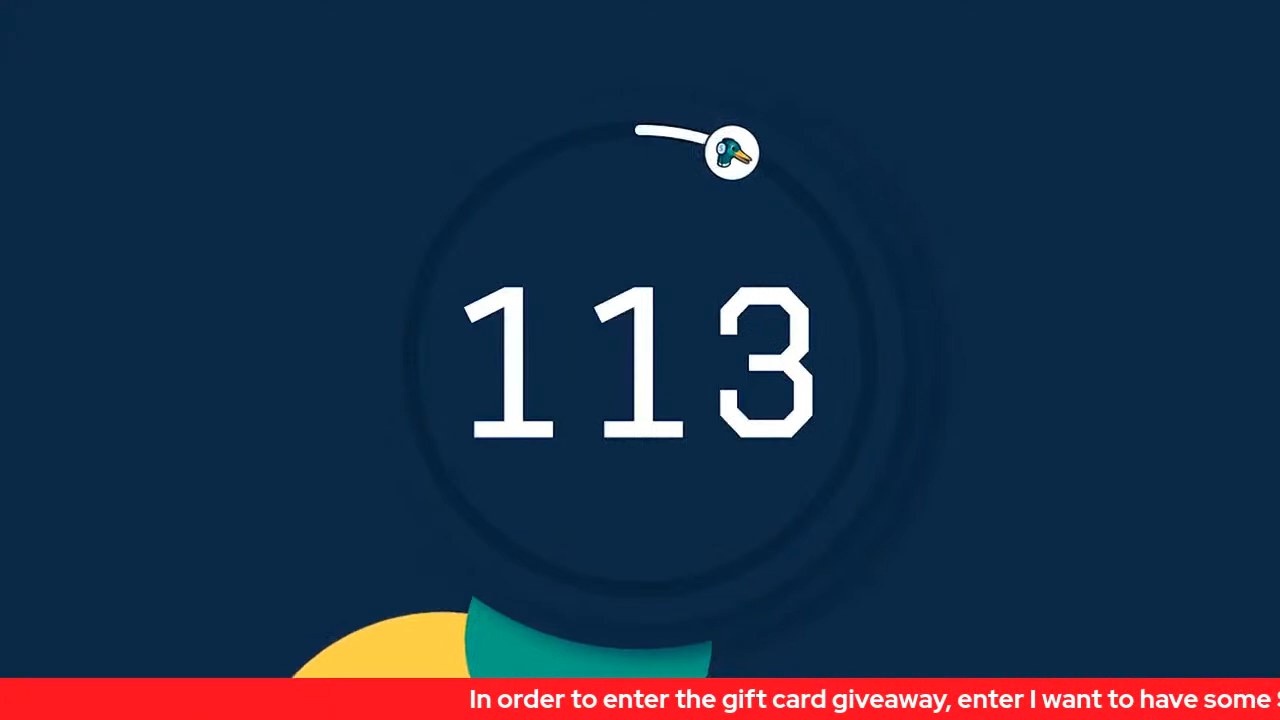 113
In order to enter the gift card giveaway, enter I want to have some